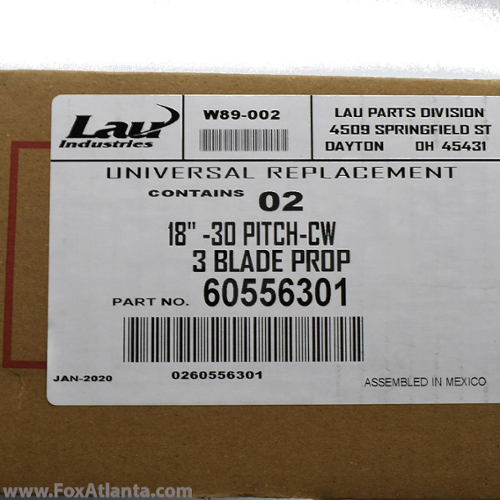 Lau
Industries
W89-002
LAU PARTS DIVISION
4509 SPRINGFIELD ST
DAYTON OH 45431
UNIVERSAL REPLACEMENT
CONTAINS 02
18" -30 PITCH-CW
3 BLADE PROP
PART NO. 60556301
JAN-2020
0260556301
ASSEMBLED IN MEXICO
www.FoxAtlanta.com